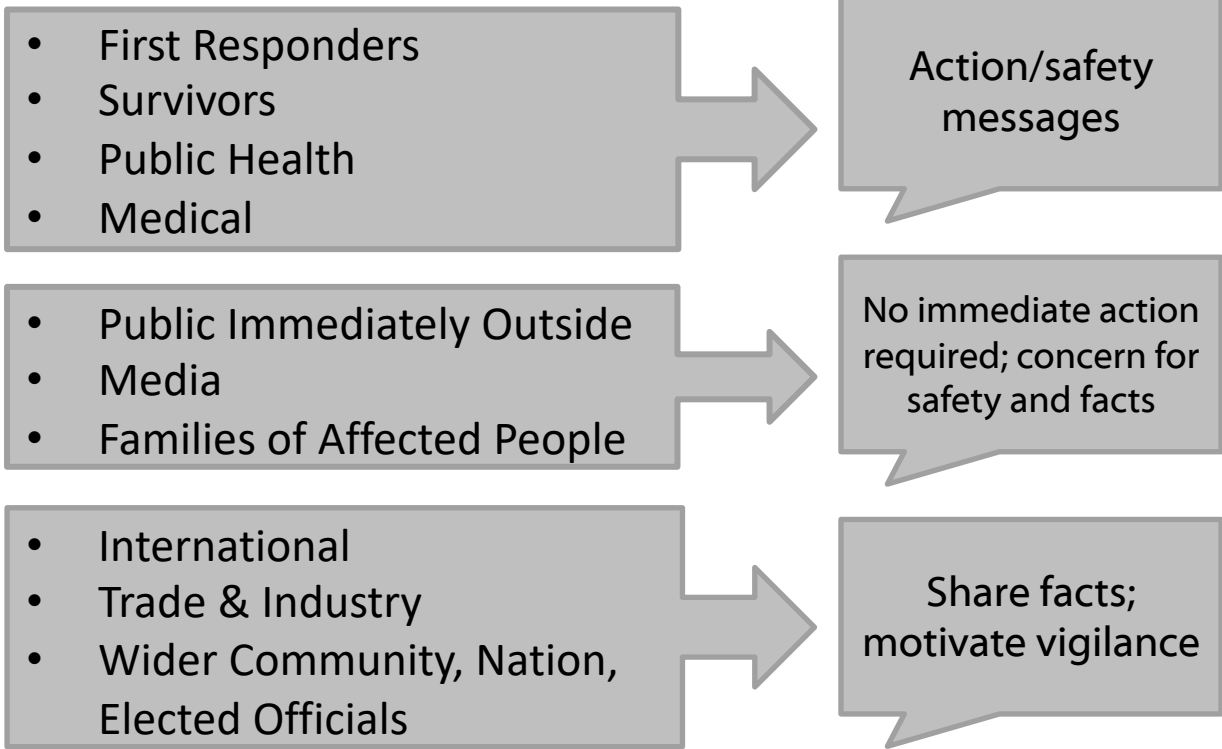 • First Responders
• Survivors
• Public Health
• Medical
Action/safety
messages
• Public Immediately Outside
• Media
• Families of Affected People
No immediate action
required; concern for
safety and facts
• International
• Trade & Industry
• Wider Community, Nation,
Elected Officials
Share facts;
motivate vigilance